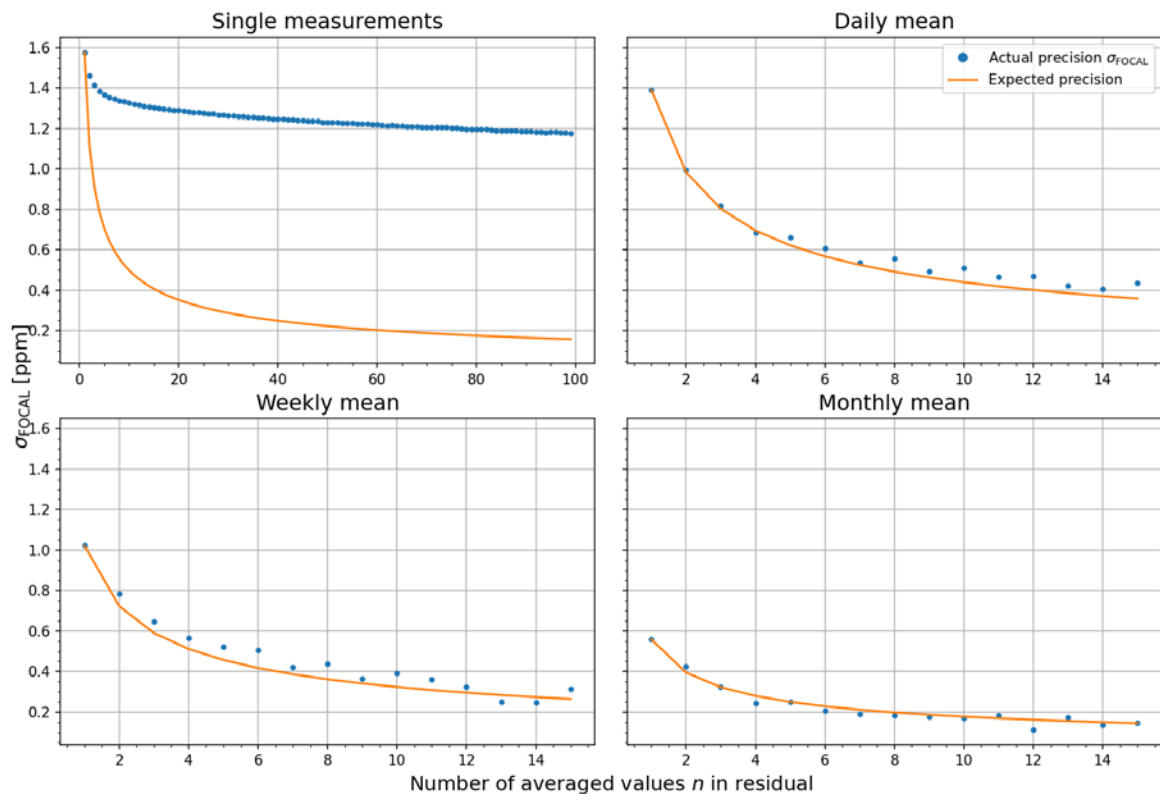 Single measurements
Daily mean
1.6
1.4
1.2
1.0
0.8
0.6
0.4
0.2
0 20 40 60 80 100
Actual precision σFOCAL
Expected precision
2 4 6 8 10 12 14
σFOCAL [ppm]
Weekly mean
Monthly mean
1.6
1.4
1.2
1.0
0.8
0.6
0.4
0.2
2 4 6 8 10 12 14
2 4 6 8 10 12 14
Number of averaged values n in residual